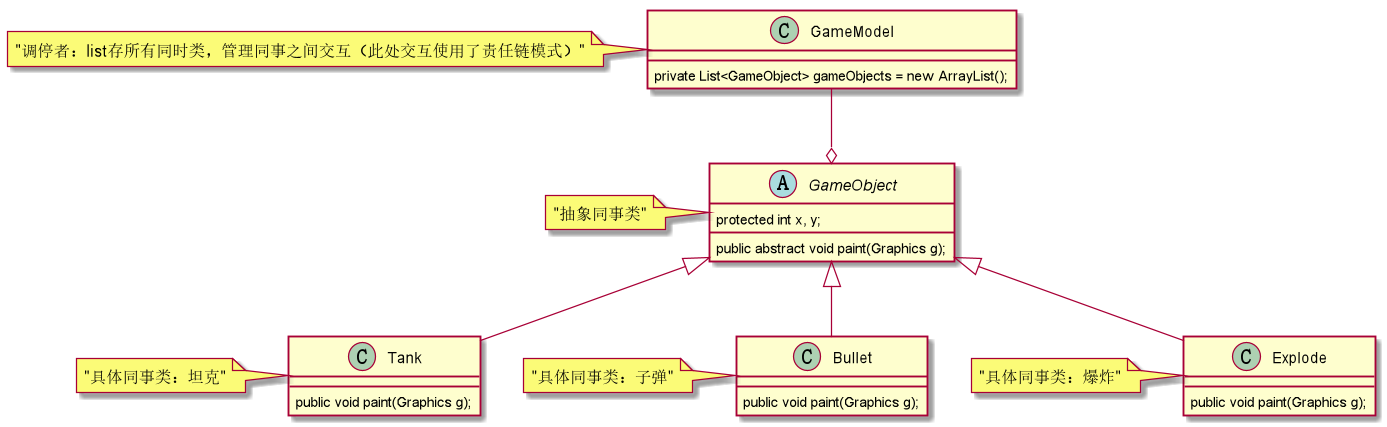 C GameModel
"调停者：list存所有同时类，管理同事之间交互（此处交互使用了责任链模式）"
private List<GameObject> gameObjects = new ArrayList();
A GameObject
"抽象同事类"
protected int x, y;
public abstract void paint(Graphics g);
C Tank
"具体同事类：坦克"
public void paint(Graphics g);
C Bullet
"具体同事类：子弹"
public void paint(Graphics g);
C Explode
"具体同事类：爆炸"
public void paint(Graphics g);